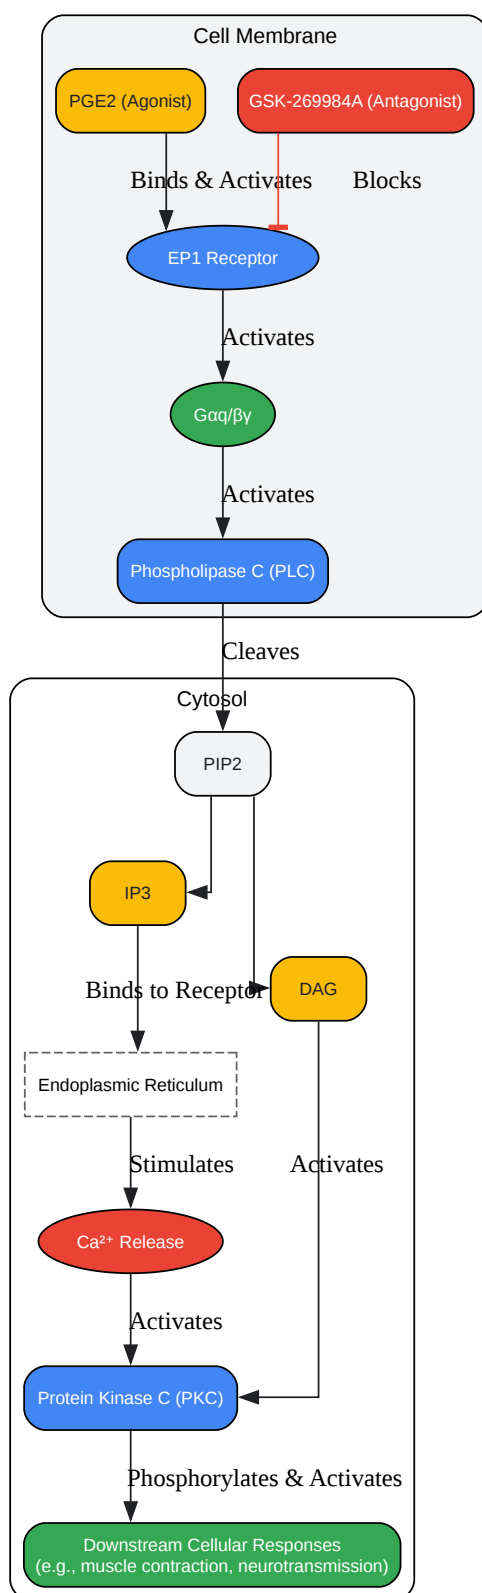 Cell Membrane
PGE2 (Agonist)
GSK-269984A (Antagonist)
Binds & Activates
Blocks
EP1 Receptor
Activates
Gαq/βγ
Activates
Phospholipase C (PLC)
Cleaves
Cytosol
PIP2
IP3
Binds to Receptor
DAG
Endoplasmic Reticulum
Stimulates
Activates
Ca²⁺ Release
Activates
Protein Kinase C (PKC)
Phosphorylates & Activates
Downstream Cellular Responses
(e.g., muscle contraction, neurotransmission)